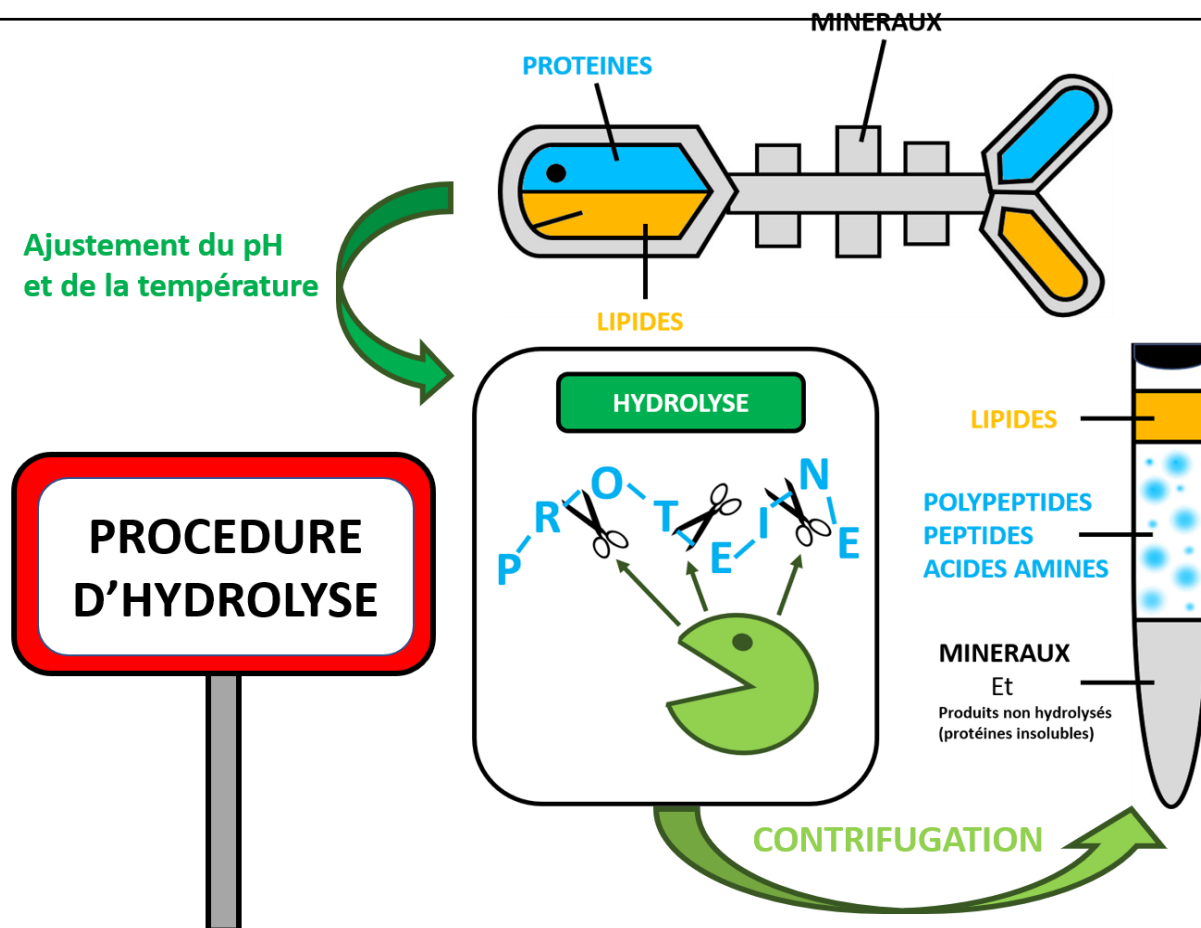 MINERAUX
PROTEINES
LIPIDES
Ajustement du pH
et de la température
HYDROLYSE
P R O T E I N E
PROCEDURE
D’HYDROLYSE
LIPIDES
POLYPEPTIDES
PEPTIDES
ACIDES AMINES
MINERAUX
Et
Produits non hydrolysés
(protéines insolubles)
CONTRIFUGATION